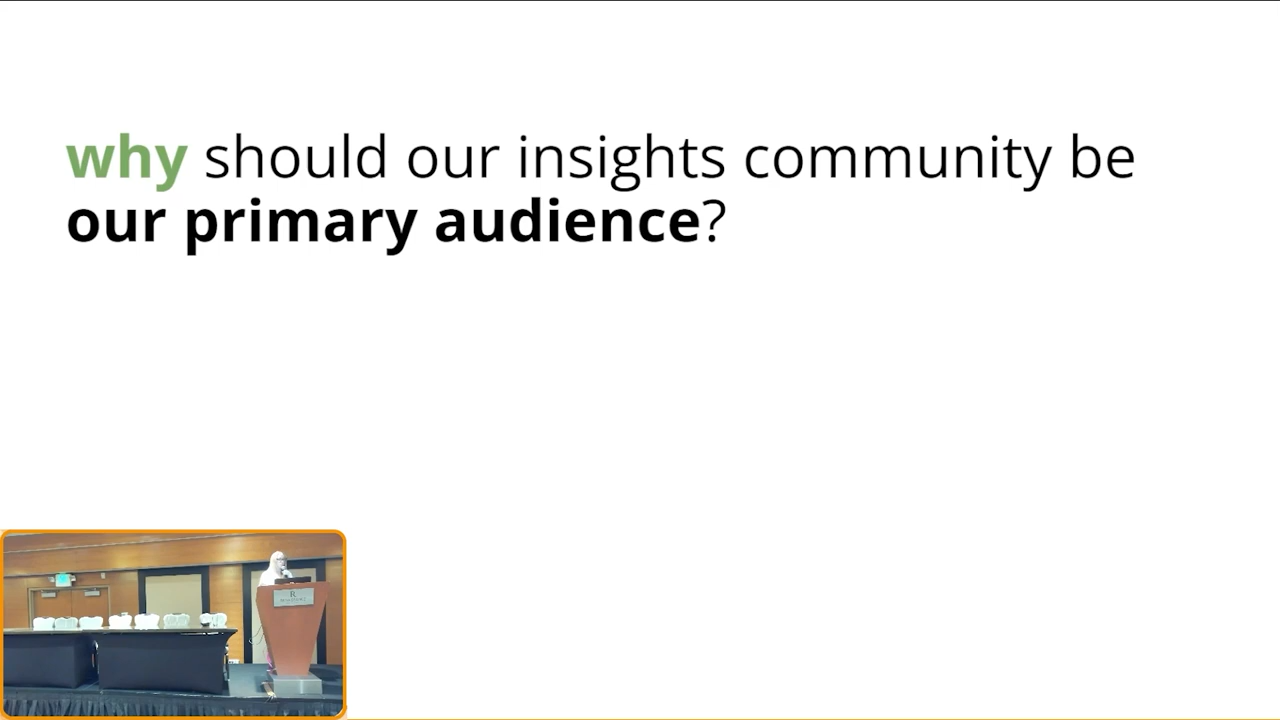 why should our insights community be
our primary audience?